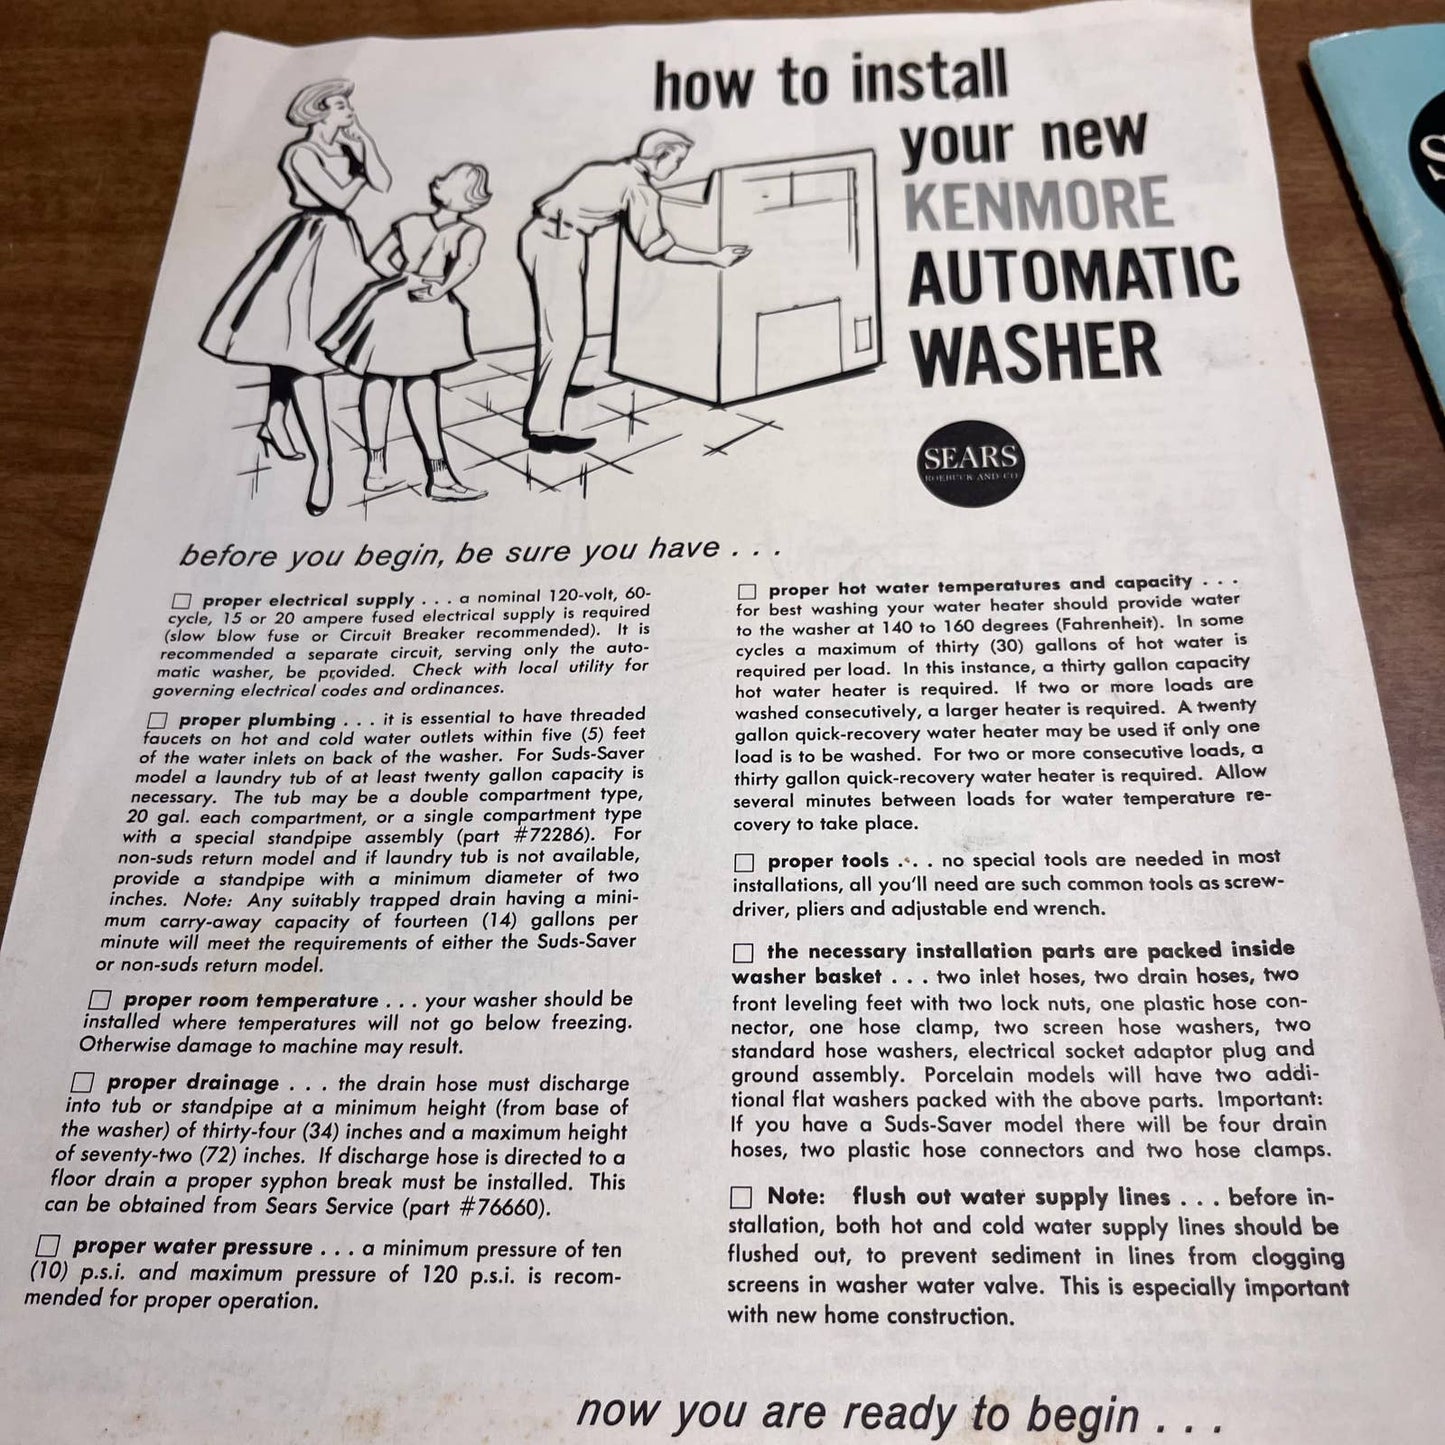 how to install
your new
KENMORE
AUTOMATIC
WASHER
SEARS
ROEBUCK AND CO
before you begin, be sure you have . . .
proper electrical supply . . . a nominal 120-volt, 60-
cycle, 15 or 20 ampere fused electrical supply is required
(slow blow fuse or Circuit Breaker recommended). It is
recommended a separate circuit, serving only the auto-
matic washer, be provided. Check with local utility for
governing electrical codes and ordinances.
proper plumbing . . . it is essential to have threaded
faucets on hot and cold water outlets within five (5) feet
of the water inlets on back of the washer. For Suds-Saver
model a laundry tub of at least twenty gallon capacity is
necessary. The tub may be a double compartment type,
20 gal. each compartment, or a single compartment type
with a special standpipe assembly (part #72286). For
non-suds return model and if laundry tub is not available,
provide a standpipe with a minimum diameter of two
inches. Note: Any suitably trapped drain having a mini-
mum carry-away capacity of fourteen (14) gallons per
minute will meet the requirements of either the Suds-Saver
or non-suds return model.
proper room temperature . . . your washer should be
installed where temperatures will not go below freezing.
Otherwise damage to machine may result.
proper drainage . . . the drain hose must discharge
into tub or standpipe at a minimum height (from base of
the washer) of thirty-four (34) inches and a maximum height
of seventy-two (72) inches. If discharge hose is directed to a
floor drain a proper syphon break must be installed. This
can be obtained from Sears Service (part #76660).
proper water pressure . . . a minimum pressure of ten
(10) p.s.i. and maximum pressure of 120 p.s.i. is recom-
mended for proper operation.
proper hot water temperatures and capacity . . .
for best washing your water heater should provide water
to the washer at 140 to 160 degrees (Fahrenheit). In some
cycles a maximum of thirty (30) gallons of hot water is
required per load. In this instance, a thirty gallon capacity
hot water heater is required. If two or more loads are
washed consecutively, a larger heater is required. A twenty
gallon quick-recovery water heater may be used if only one
load is to be washed. For two or more consecutive loads, a
thirty gallon quick-recovery water heater is required. Allow
several minutes between loads for water temperature re-
covery to take place.
proper tools . . . no special tools are needed in most
installations, all you'll need are such common tools as screw-
driver, pliers and adjustable end wrench.
the necessary installation parts are packed inside
washer basket . . . two inlet hoses, two drain hoses, two
front leveling feet with two lock nuts, one plastic hose con-
nector, one hose clamp, two screen hose washers, two
standard hose washers, electrical socket adaptor plug and
ground assembly. Porcelain models will have two addi-
tional flat washers packed with the above parts. Important:
If you have a Suds-Saver model there will be four drain
hoses, two plastic hose connectors and two hose clamps.
Note: flush out water supply lines . . . before in-
stallation, both hot and cold water supply lines should be
flushed out, to prevent sediment in lines from clogging
screens in washer water valve. This is especially important
with new home construction.
now you are ready to begin . . .